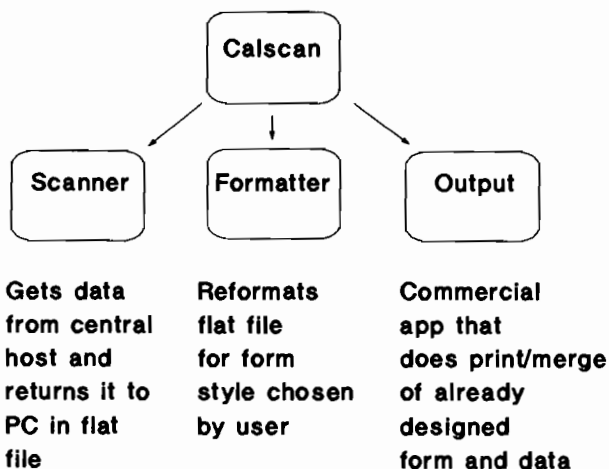 Calscan
Scanner
Formatter
Output
Gets data
from central
host and
returns it to
PC in flat
file
Reformats
flat file
for form
style chosen
by user
Commercial
app that
does print/merge
of already
designed
form and data